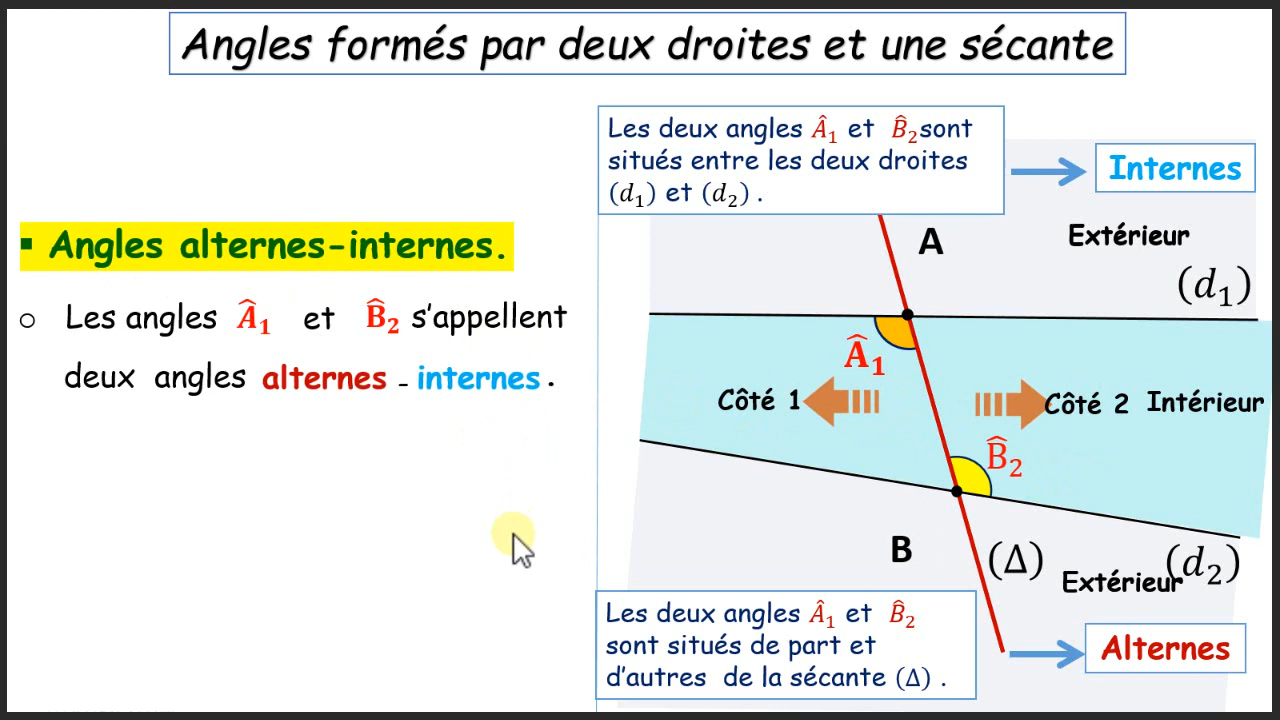 Angles formés par deux droites et une sécante
▪ Angles alternes-internes.
○ Les angles Â₁ et B̂₂ s'appellent
deux angles alternes - internes .
Les deux angles Â₁ et B̂₂sont
situés entre les deux droites
(d₁) et (d₂) .
Internes
A
Extérieur
(d₁)
Â₁
Côté 1
Côté 2
Intérieur
B̂₂
B
(Δ)
(d₂)
Extérieur
Les deux angles Â₁ et B̂₂
sont situés de part et
d'autres de la sécante (Δ) .
Alternes